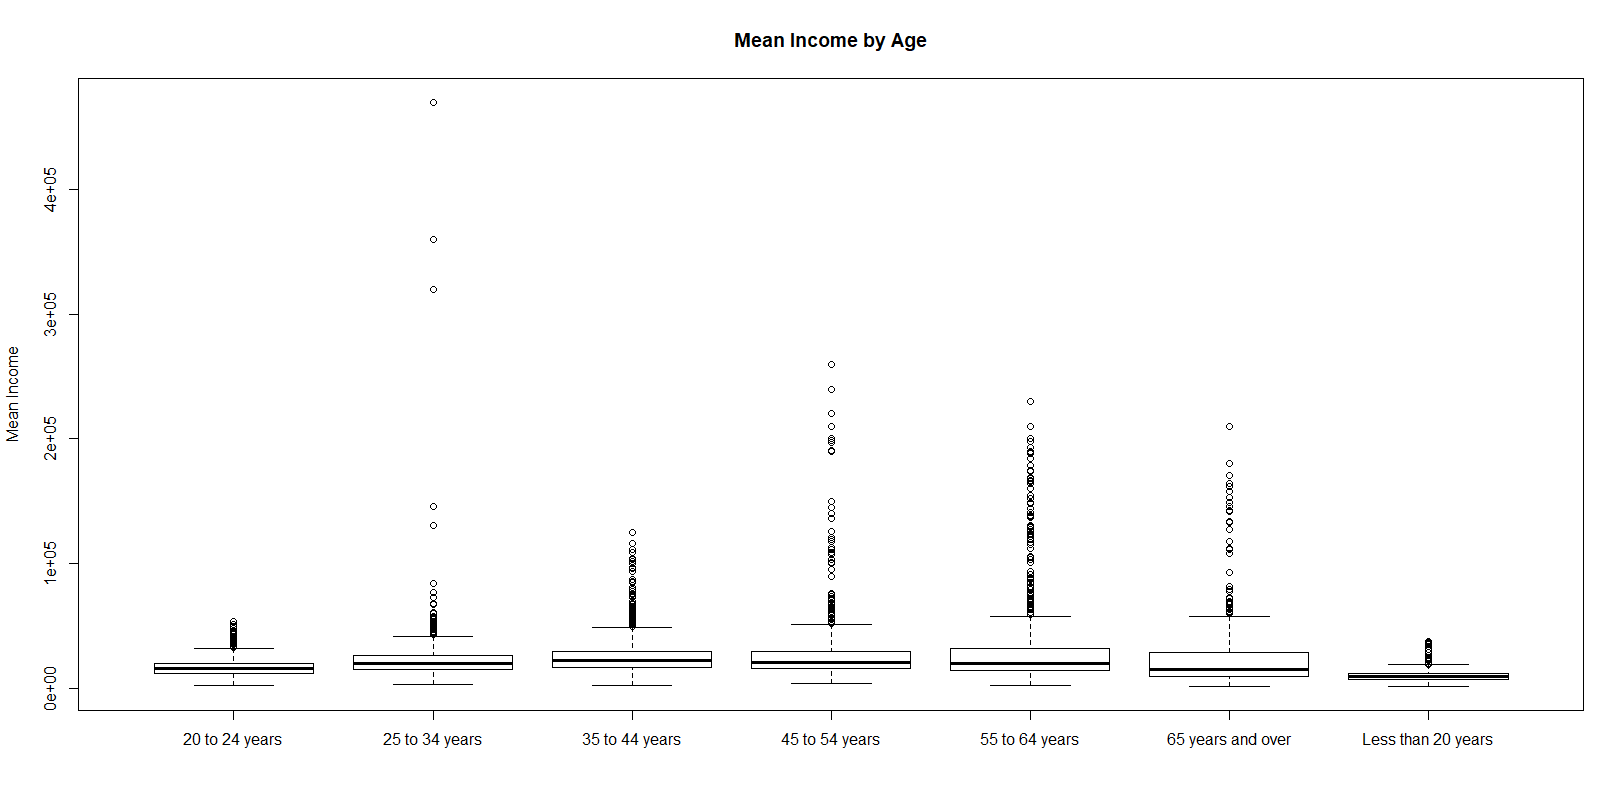 Mean Income by Age
Mean Income
4e+05
3e+05
2e+05
1e+05
0e+00
20 to 24 years
25 to 34 years
35 to 44 years
45 to 54 years
55 to 64 years
65 years and over
Less than 20 years